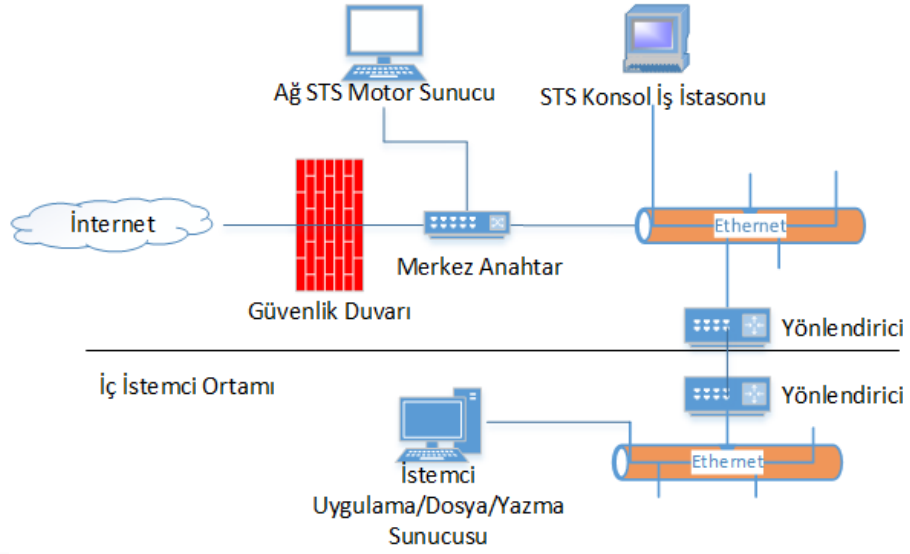 Ağ STS Motor Sunucu
STS Konsol İş İstasonu
İnternet
Ethernet
Merkez Anahtar
Güvenlik Duvarı
Yönlendirici
İç İstemci Ortamı
Yönlendirici
Ethernet
İstemci
Uygulama/Dosya/Yazma
Sunucusu